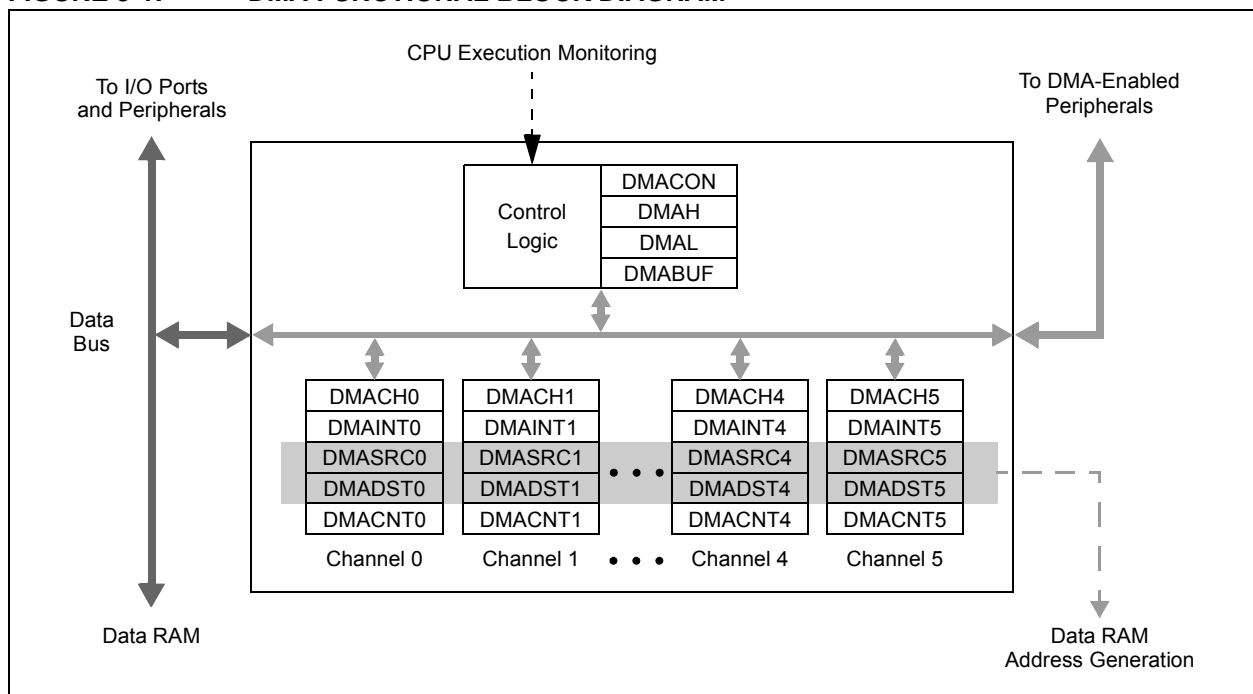 CPU Execution Monitoring
To I/O Ports
and Peripherals
To DMA-Enabled
Peripherals
Control
Logic
DMACON
DMAH
DMAL
DMABUF
Data
Bus
DMACH0 DMACH1 DMACH4 DMACH5
DMAINT0 DMAINT1 DMAINT4 DMAINT5
DMASRC0 DMASRC1 • • • DMASRC4 DMASRC5
DMADST0 DMADST1 DMADST4 DMADST5
DMACNT0 DMACNT1 DMACNT4 DMACNT5
Channel 0 Channel 1 • • • Channel 4 Channel 5
Data RAM
Data RAM
Address Generation